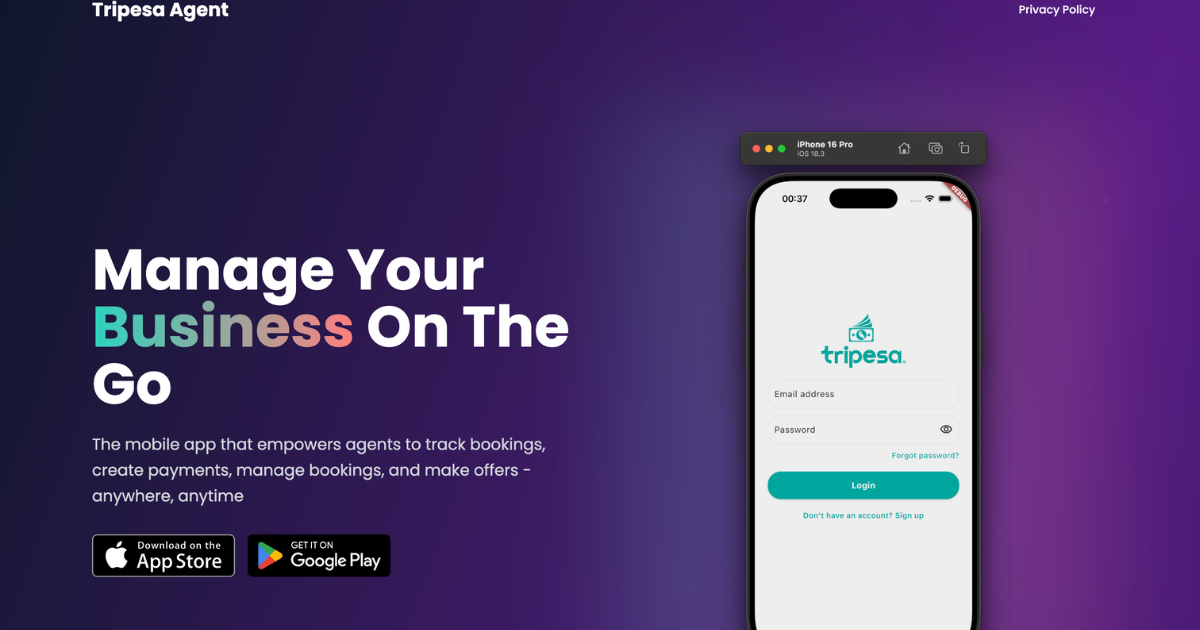 Tripesa Agent
Privacy Policy
iPhone 16 Pro
iOS 18.3
00:37
DEBUG
Manage Your
Business On The
Go
The mobile app that empowers agents to track bookings,
create payments, manage bookings, and make offers -
anywhere, anytime
Download on the
App Store
GET IT ON
Google Play
tripesa
Email address
Password
Forgot password?
Login
Don't have an account? Sign up